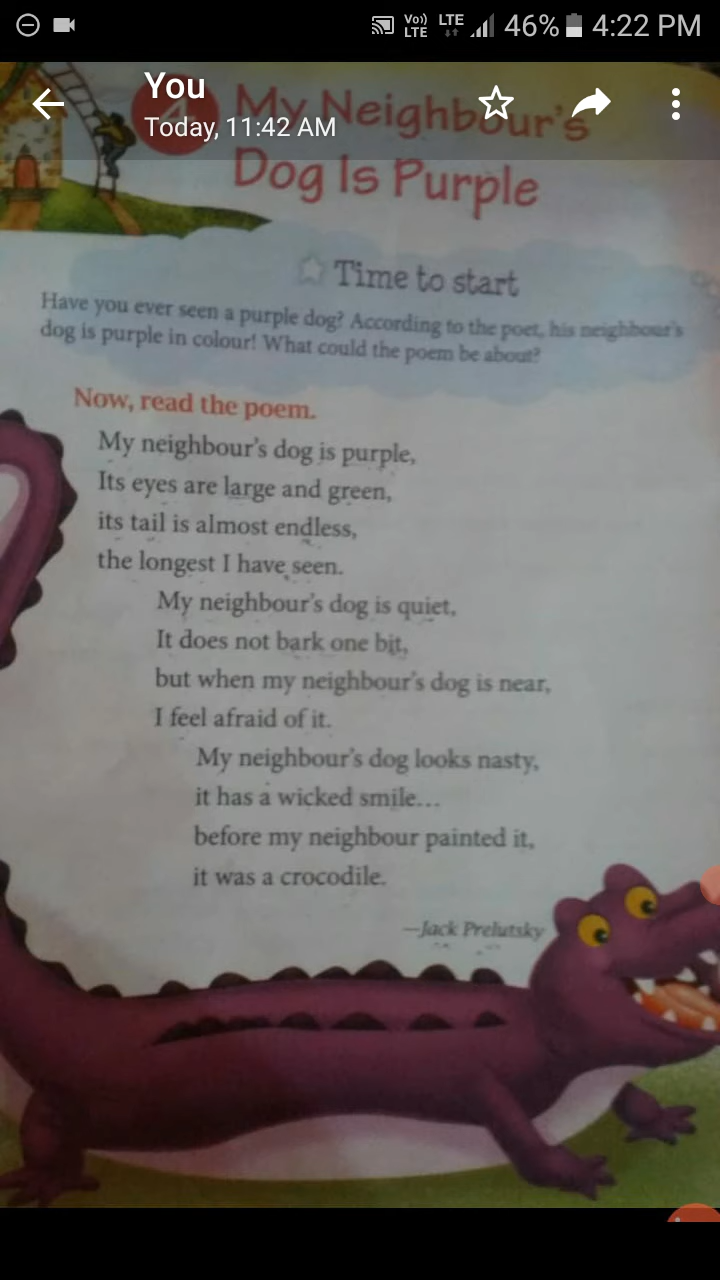 Vo)) LTE 46% 4:22 PM
LTE
You
Today, 11:42 AM
4 My Neighbour's
Dog Is Purple
Time to start
Have you ever seen a purple dog? According to the poet, his neighbour's
dog is purple in colour! What could the poem be about?
Now, read the poem.
My neighbour's dog is purple,
Its eyes are large and green,
its tail is almost endless,
the longest I have seen.
My neighbour's dog is quiet,
It does not bark one bit,
but when my neighbour's dog is near,
I feel afraid of it.
My neighbour's dog looks nasty,
it has a wicked smile...
before my neighbour painted it,
it was a crocodile.
—Jack Prelutsky